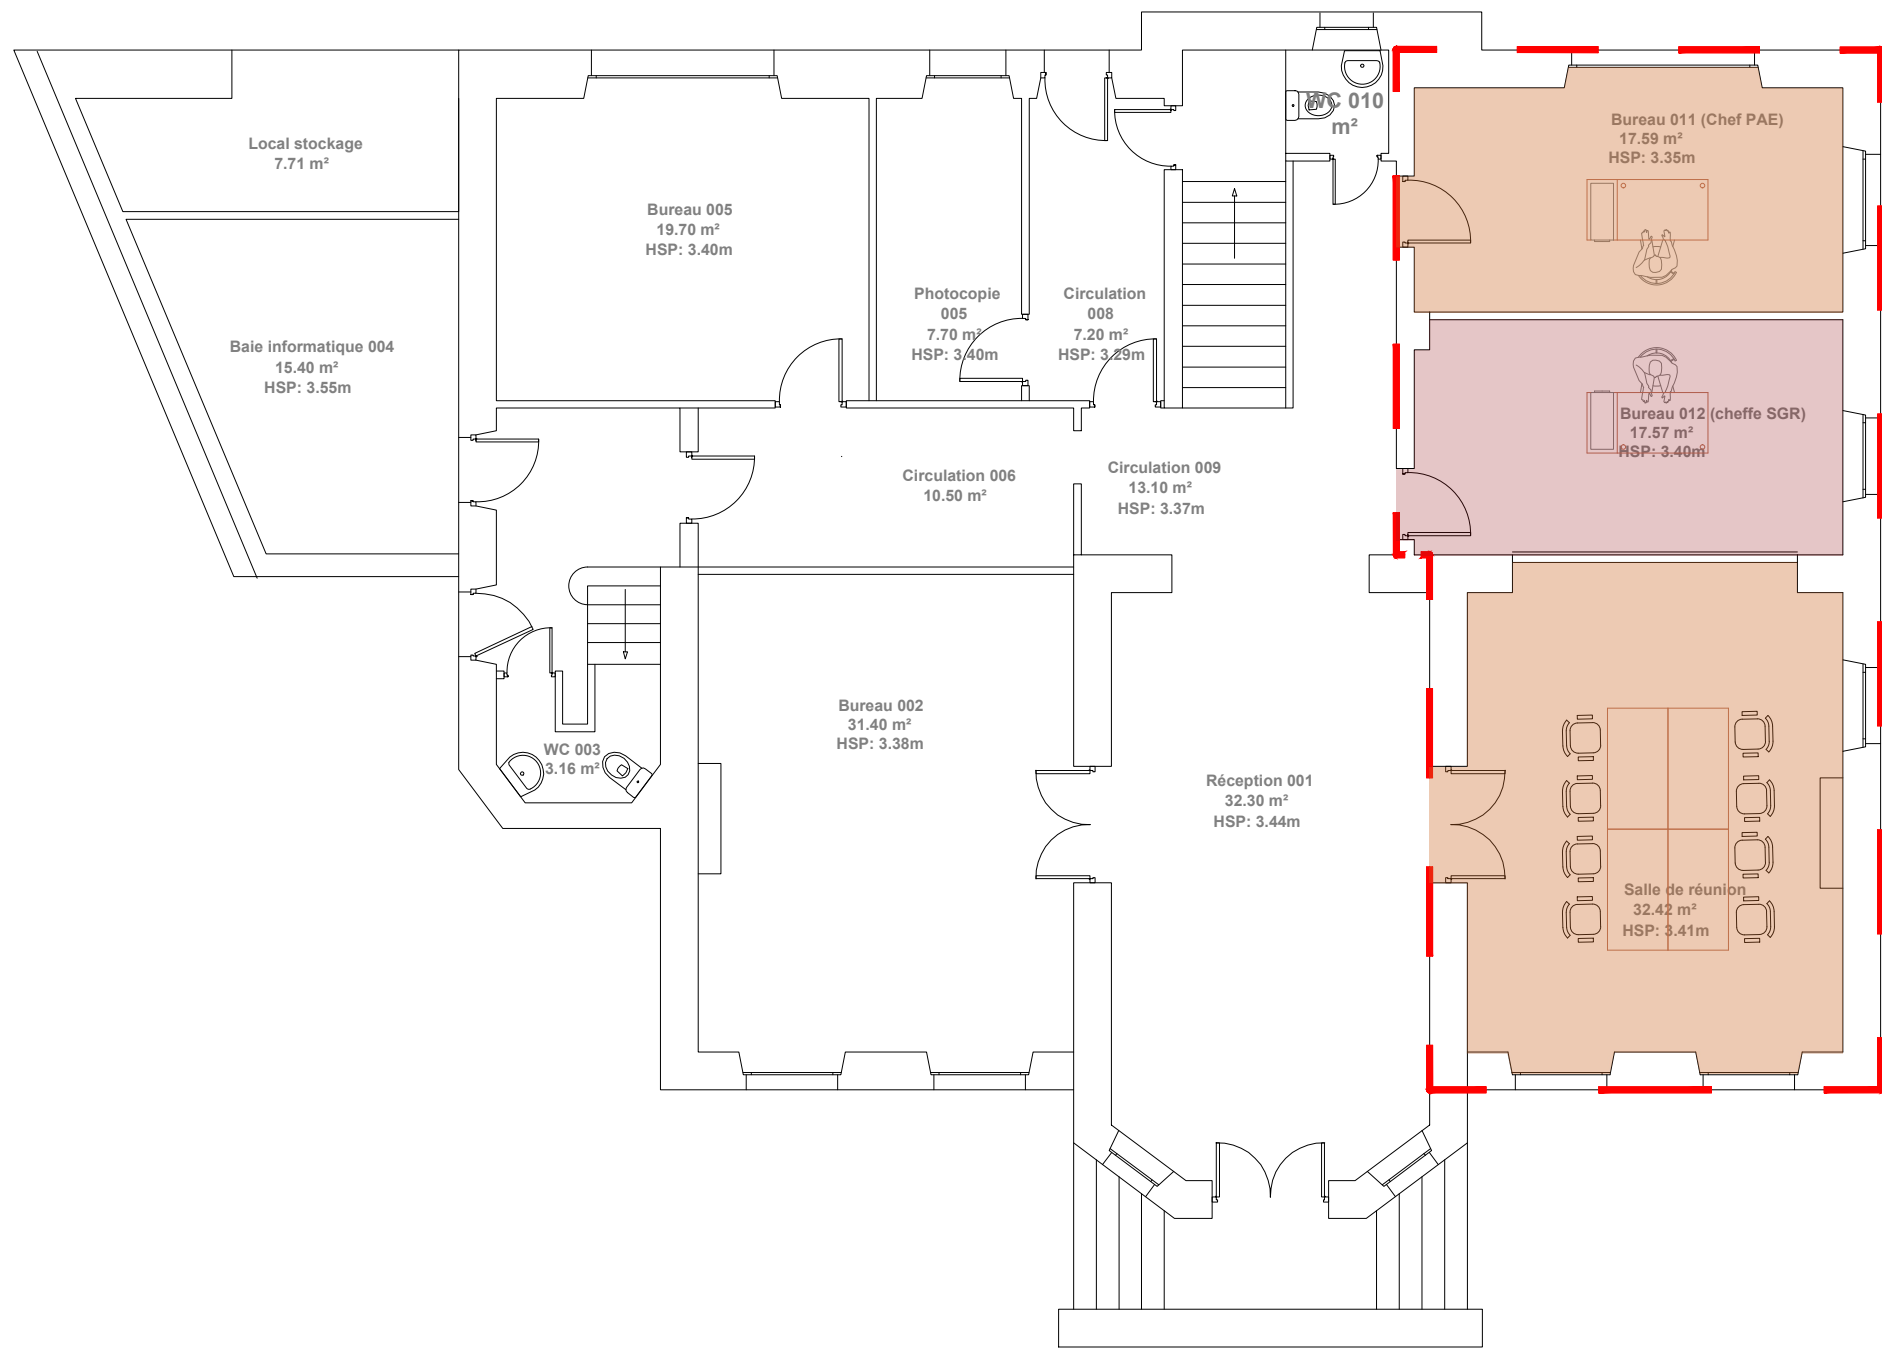 WC 010
m²
Bureau 011 (Chef PAE)
17.59 m²
HSP: 3.35m
Local stockage
7.71 m²
Bureau 005
19.70 m²
HSP: 3.40m
Photocopie
005
7.70 m²
HSP: 3.40m
Circulation
008
7.20 m²
HSP: 3.29m
Baie informatique 004
15.40 m²
HSP: 3.55m
Bureau 012 (cheffe SGR)
17.57 m²
HSP: 3.40m
Circulation 006
10.50 m²
Circulation 009
13.10 m²
HSP: 3.37m
Bureau 002
31.40 m²
HSP: 3.38m
WC 003
3.16 m²
Réception 001
32.30 m²
HSP: 3.44m
Salle de réunion
32.42 m²
HSP: 3.41m